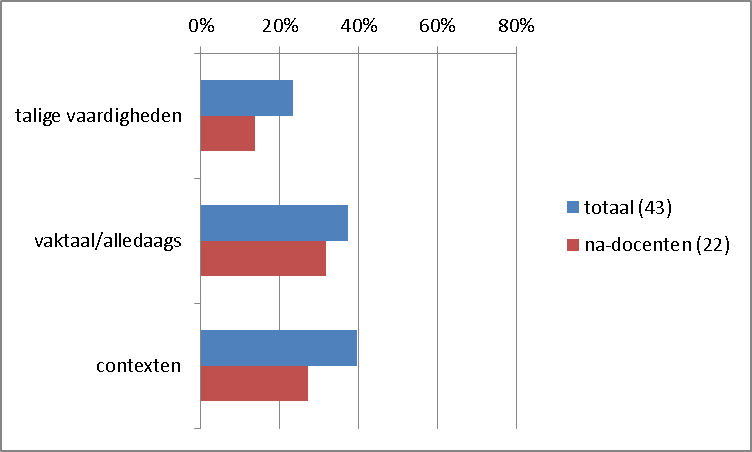 0% 20% 40% 60% 80%
talige vaardigheden
vaktaal/alledaags
contexten
totaal (43)
na-docenten (22)